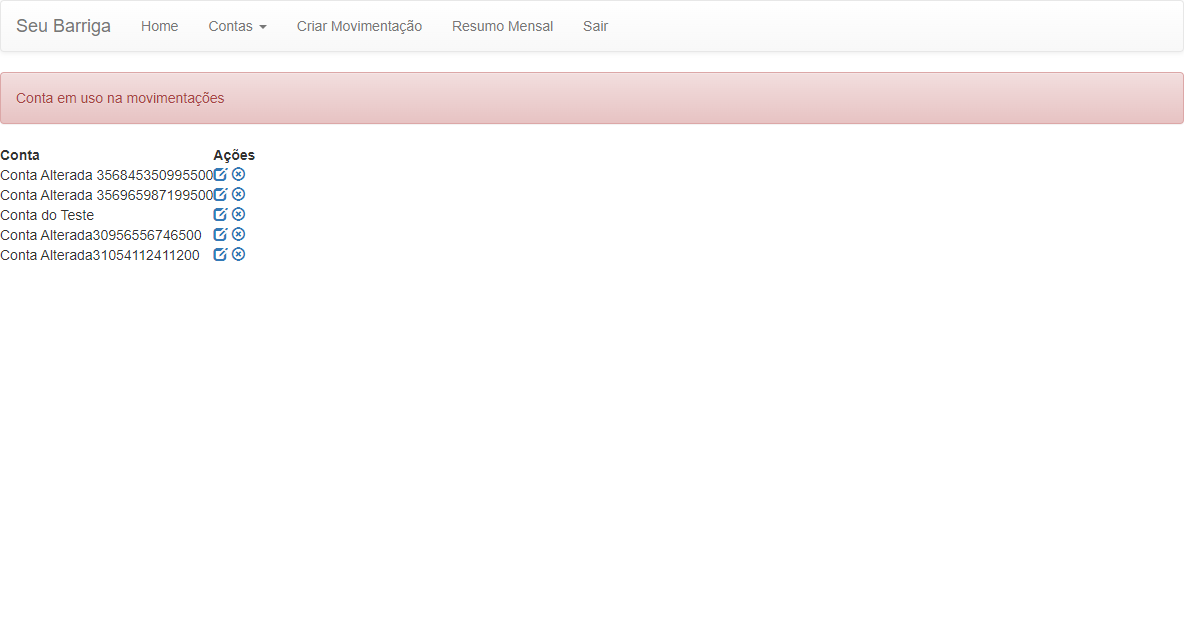 Seu Barriga Home Contas Criar Movimentação Resumo Mensal Sair
Conta em uso na movimentações
Conta Ações
Conta Alterada 356845350995500
Conta Alterada 356965987199500
Conta do Teste
Conta Alterada30956556746500
Conta Alterada31054112411200